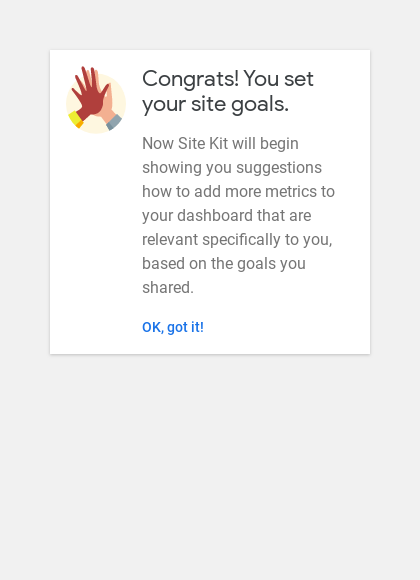 Congrats! You set
your site goals.
Now Site Kit will begin
showing you suggestions
how to add more metrics to
your dashboard that are
relevant specifically to you,
based on the goals you
shared.
OK, got it!